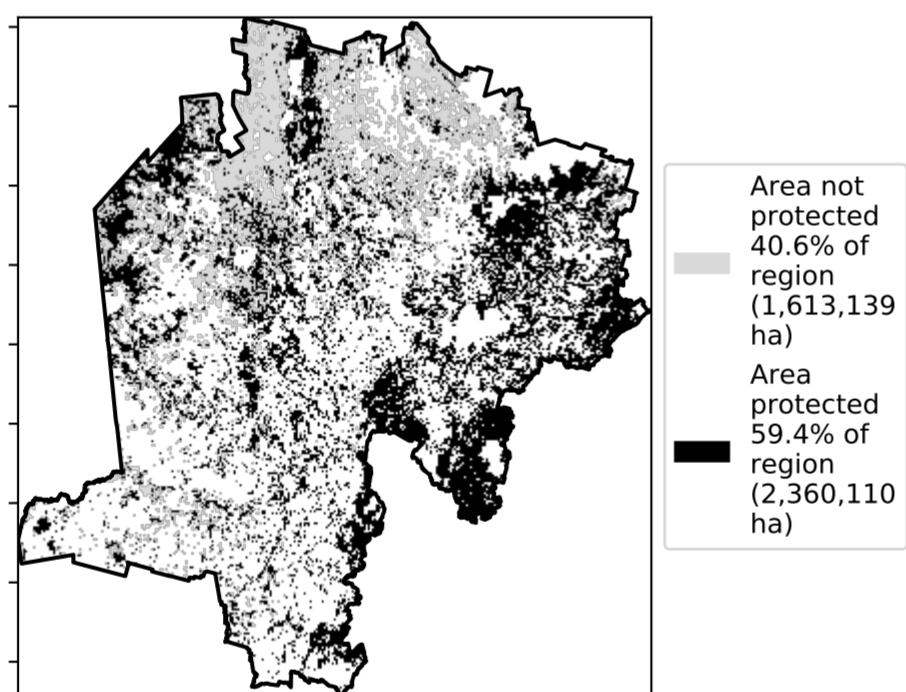 Area not
protected
40.6% of
region
(1,613,139
ha)
Area
protected
59.4% of
region
(2,360,110
ha)